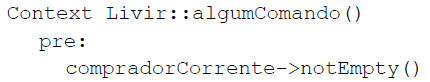 Context Livir::algumComando()
pre:
compradorCorrente->notEmpty()